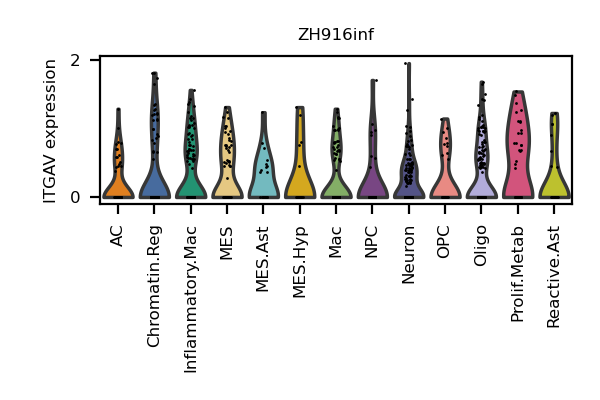 ZH916inf
ITGAV expression
2
0
AC
Chromatin.Reg
Inflammatory.Mac
MES
MES.Ast
MES.Hyp
Mac
NPC
Neuron
OPC
Oligo
Prolif.Metab
Reactive.Ast